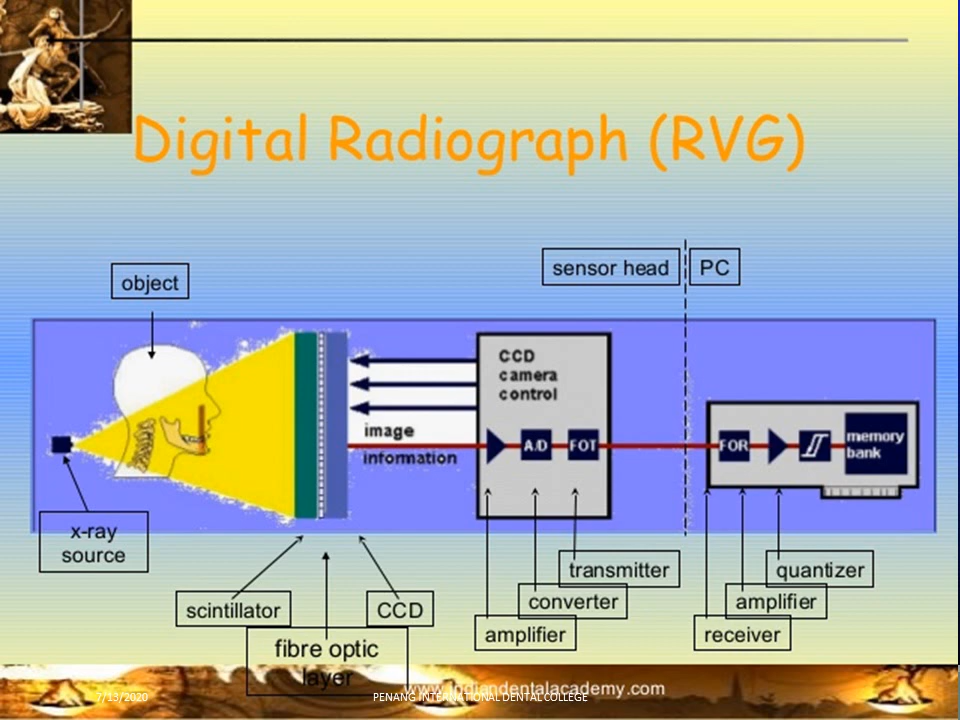 Digital Radiograph (RVG)
sensor head
PC
object
CCD
camera
control
image
information
A/D
FOT
FOR
memory
bank
x-ray
source
scintillator
fibre optic
layer
CCD
amplifier
converter
transmitter
receiver
amplifier
quantizer
www.indiandentalacademy.com
7/13/2020
PENANG INTERNATIONAL DENTAL COLLEGE